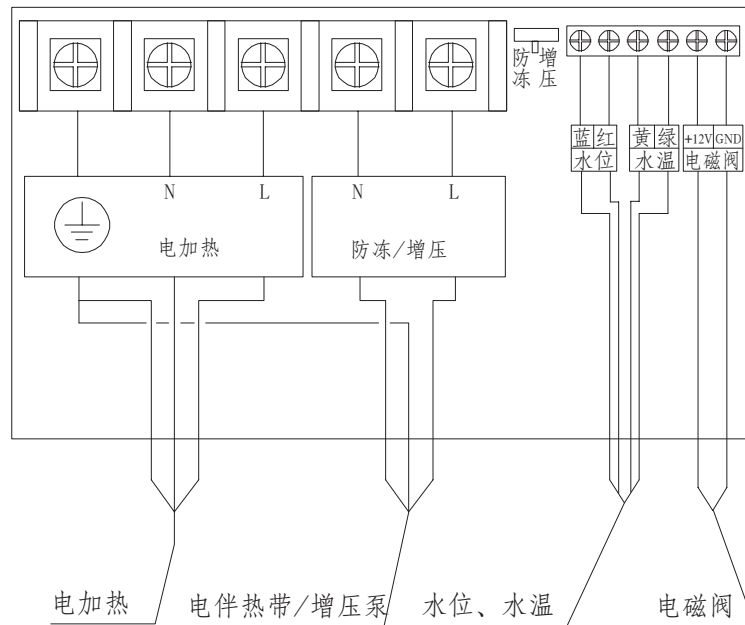 防增
冻压
蓝 红 黄 绿 +12V GND
水位 水温 电磁阀
N L N L
电加热 防冻/增压
电加热 电伴热带/增压泵 水位、水温 电磁阀